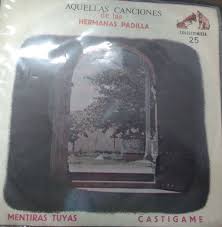 AQUELLAS CANCIONES
de las
HERMANAS PADILLA
25
MENTIRAS TUYAS
CASTIGAME